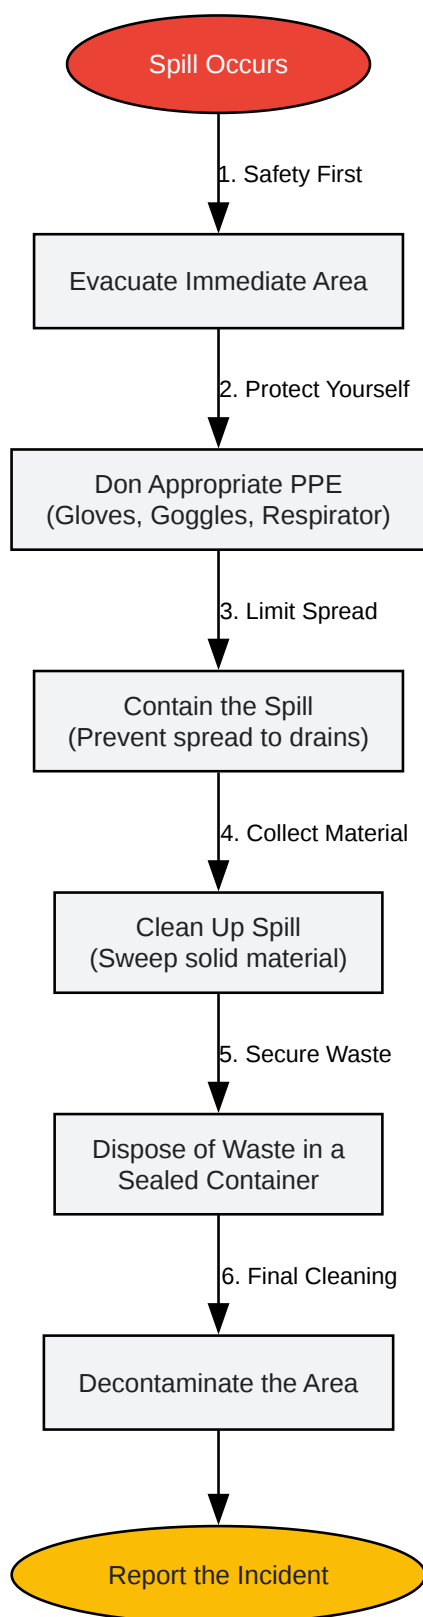 Spill Occurs
1. Safety First
Evacuate Immediate Area
2. Protect Yourself
Don Appropriate PPE
(Gloves, Goggles, Respirator)
3. Limit Spread
Contain the Spill
(Prevent spread to drains)
4. Collect Material
Clean Up Spill
(Sweep solid material)
5. Secure Waste
Dispose of Waste in a
Sealed Container
6. Final Cleaning
Decontaminate the Area
Report the Incident